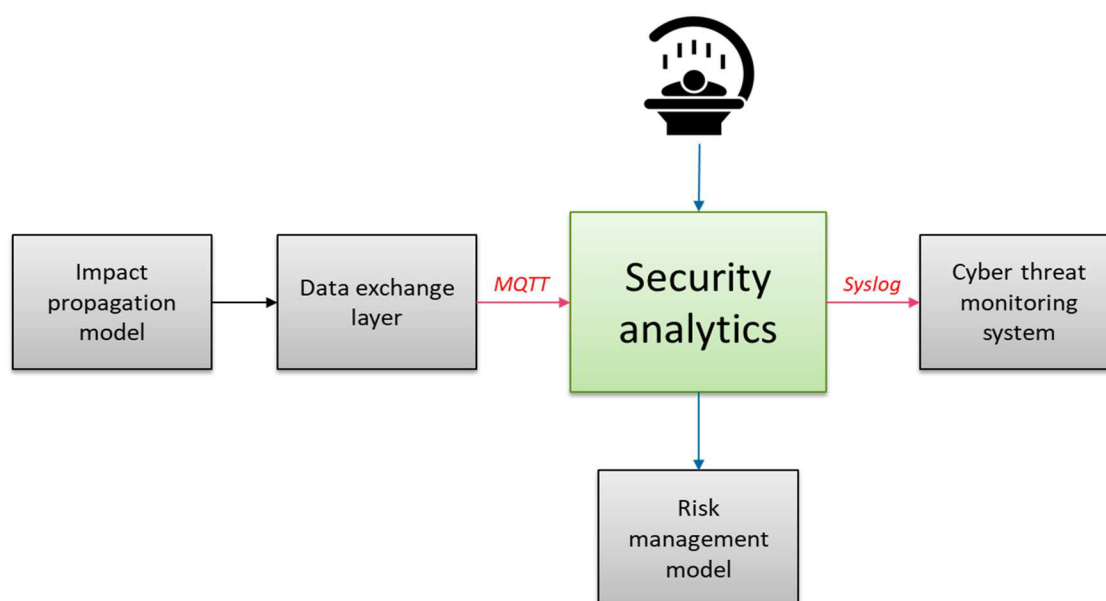 Impact
propagation
model
Data exchange
layer
MQTT
Security
analytics
Syslog
Cyber threat
monitoring
system
Risk
management
model